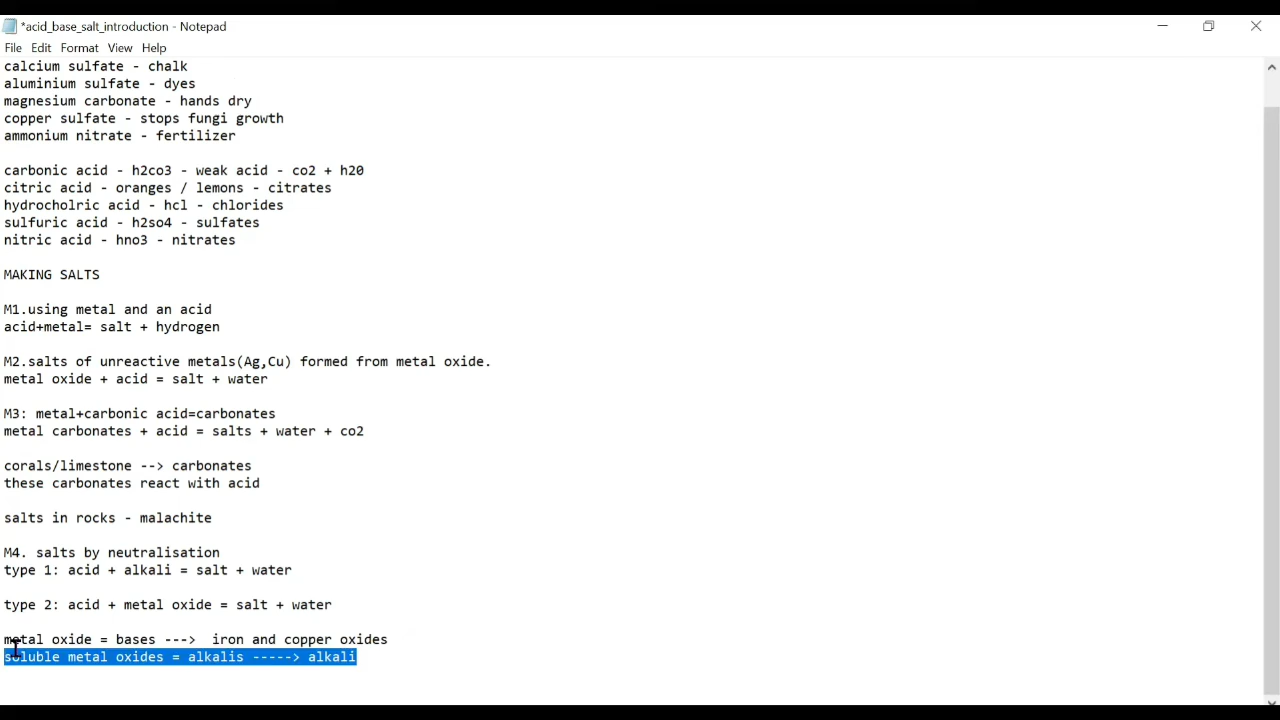 *acid_base_salt_introduction - Notepad
File Edit Format View Help
calcium sulfate - chalk
aluminium sulfate - dyes
magnesium carbonate - hands dry
copper sulfate - stops fungi growth
ammonium nitrate - fertilizer
carbonic acid - h2co3 - weak acid - co2 + h20
citric acid - oranges / lemons - citrates
hydrocholric acid - hcl - chlorides
sulfuric acid - h2so4 - sulfates
nitric acid - hno3 - nitrates
MAKING SALTS
M1.using metal and an acid
acid+metal= salt + hydrogen
M2.salts of unreactive metals(Ag,Cu) formed from metal oxide.
metal oxide + acid = salt + water
M3: metal+carbonic acid=carbonates
metal carbonates + acid = salts + water + co2
corals/limestone --> carbonates
these carbonates react with acid
salts in rocks - malachite
M4. salts by neutralisation
type 1: acid + alkali = salt + water
type 2: acid + metal oxide = salt + water
metal oxide = bases ---> iron and copper oxides
soluble metal oxides = alkalis -----> alkali